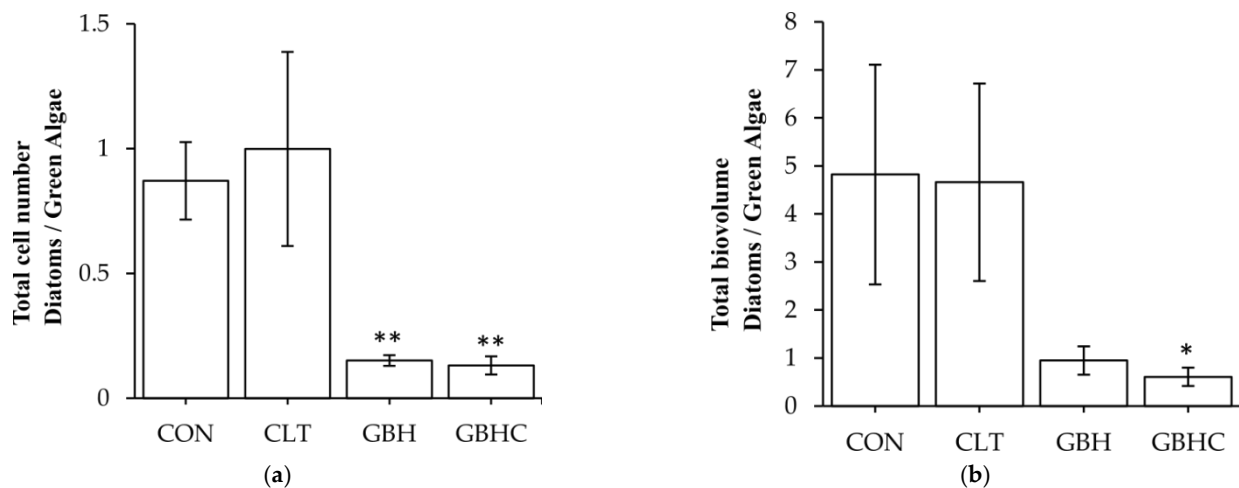 Total cell number
Diatoms / Green Algae
1.5
1
0.5
0
**
**
CON CLT GBH GBHC
(a)
Total biovolume
Diatoms / Green Algae
8
7
6
5
4
3
2
1
0
*
CON CLT GBH GBHC
(b)